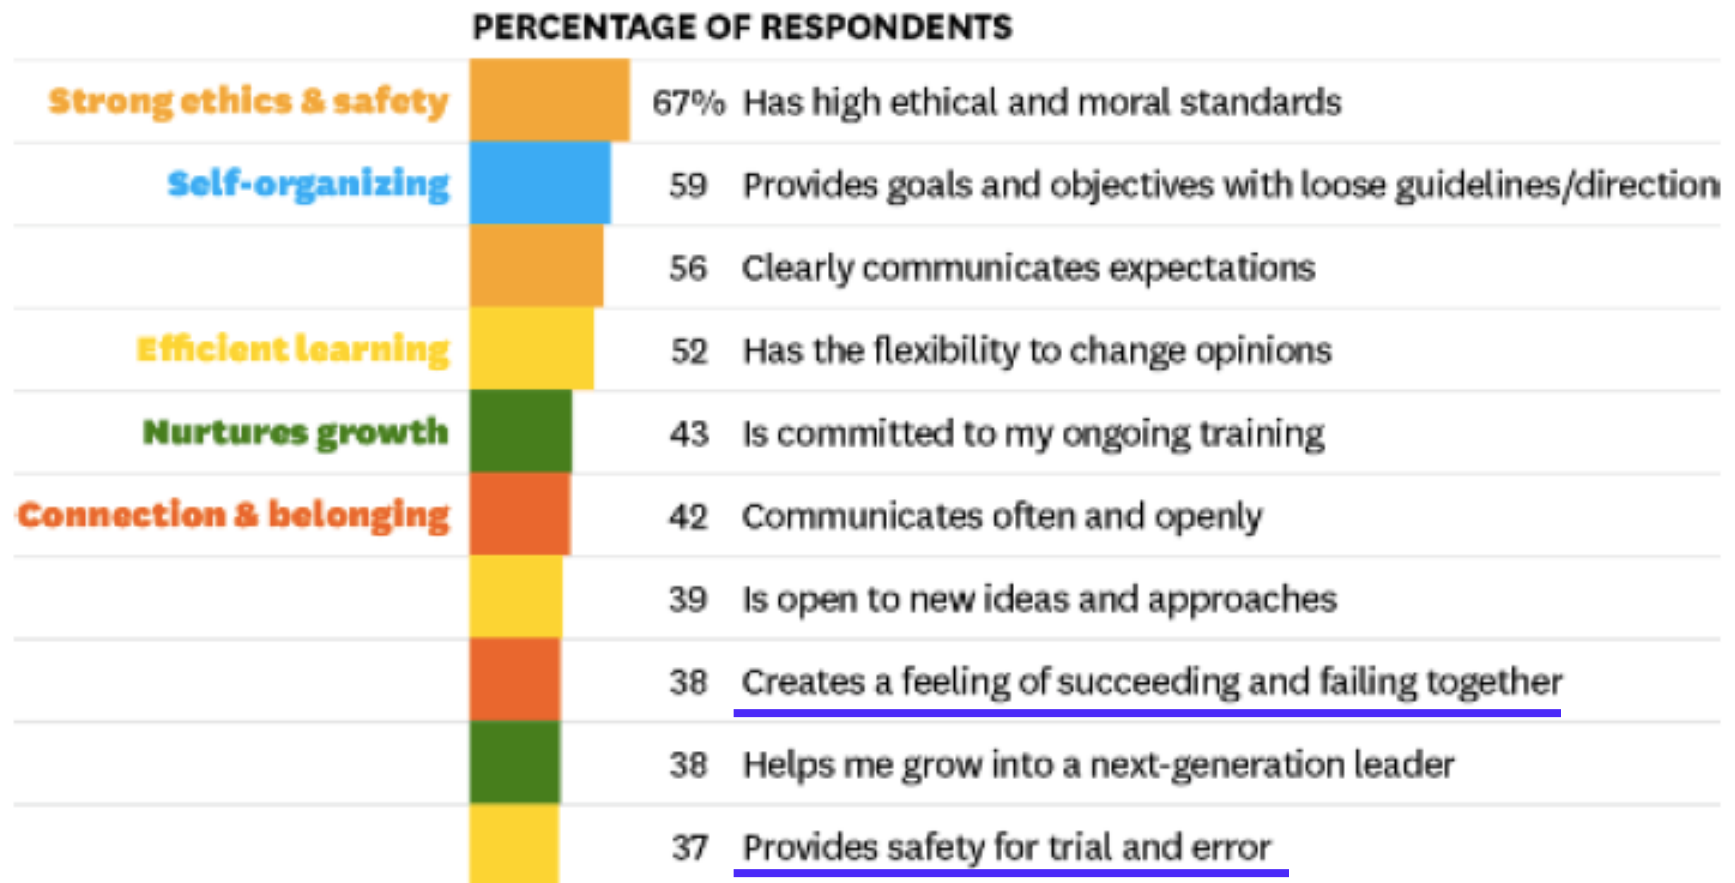 PERCENTAGE OF RESPONDENTS
Strong ethics & safety 67% Has high ethical and moral standards
Self-organizing 59 Provides goals and objectives with loose guidelines/direction
56 Clearly communicates expectations
Efficient learning 52 Has the flexibility to change opinions
Nurtures growth 43 Is committed to my ongoing training
Connection & belonging 42 Communicates often and openly
39 Is open to new ideas and approaches
38 Creates a feeling of succeeding and failing together
38 Helps me grow into a next-generation leader
37 Provides safety for trial and error